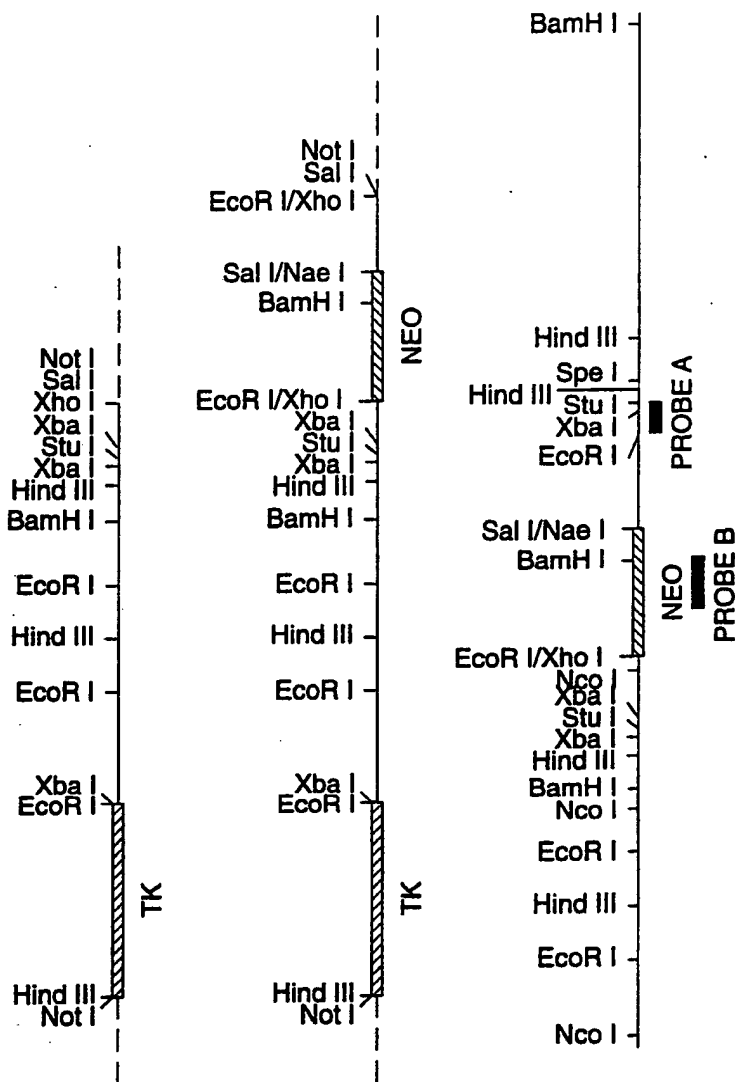 Not I
Sal I
Xho I
Xba I
Stu I
Xba I
Hind III
BamH I
EcoR I
Hind III
EcoR I
Xba I
EcoR I
TK
Hind III
Not I
Not I
Sal I
EcoR I/Xho I
Sal I/Nae I
BamH I
NEO
EcoR I/Xho I
Xba I
Stu I
Xba I
Hind III
BamH I
EcoR I
Hind III
EcoR I
Xba I
EcoR I
TK
Hind III
Not I
BamH I
Hind III
Spe I
Hind III
Stu I
Xba I
EcoR I
PROBE A
Sal I/Nae I
BamH I
NEO
PROBE B
EcoR I/Xho I
Nco I
Xba I
Stu I
Xba I
Hind III
BamH I
Nco I
EcoR I
Hind III
EcoR I
Nco I